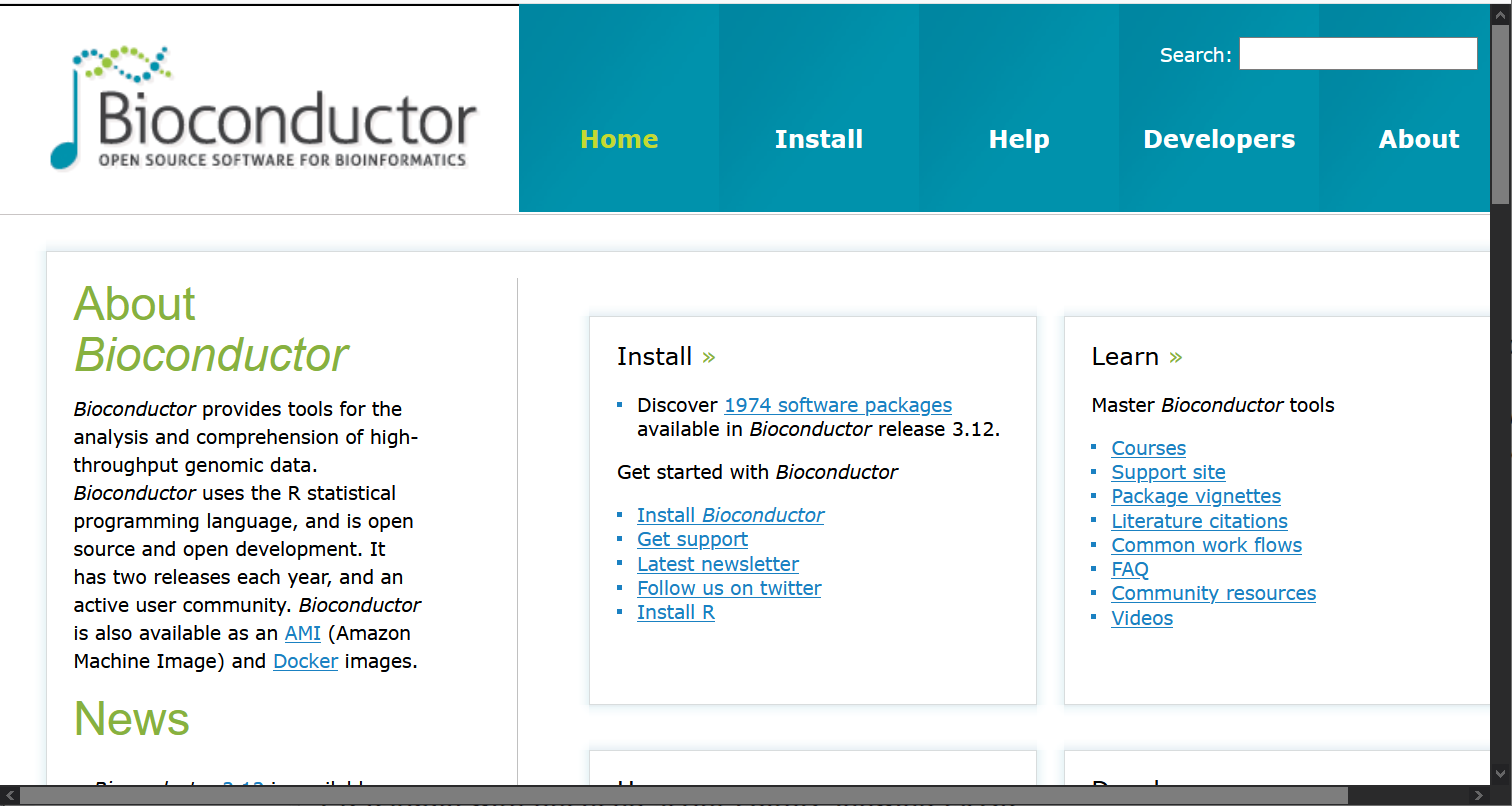 Bioconductor
OPEN SOURCE SOFTWARE FOR BIOINFORMATICS
Search:
Home
Install
Help
Developers
About
About
Bioconductor
Bioconductor provides tools for the
analysis and comprehension of high-
throughput genomic data.
Bioconductor uses the R statistical
programming language, and is open
source and open development. It
has two releases each year, and an
active user community. Bioconductor
is also available as an AMI (Amazon
Machine Image) and Docker images.
News
Install »
Discover 1974 software packages
available in Bioconductor release 3.12.
Get started with Bioconductor
Install Bioconductor
Get support
Latest newsletter
Follow us on twitter
Install R
Learn »
Master Bioconductor tools
Courses
Support site
Package vignettes
Literature citations
Common work flows
FAQ
Community resources
Videos